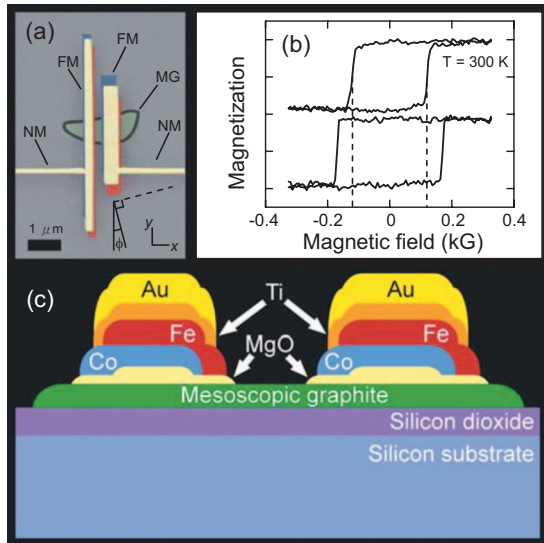 (a)
FM
FM
MG
NM
NM
1 μm
ϕ
y
x
(b)
Magnetization
T = 300 K
-0.4
-0.2
0
0.2
0.4
Magnetic field (kG)
(c)
Au
Ti
Au
Fe
Fe
MgO
Co
Co
Mesoscopic graphite
Silicon dioxide
Silicon substrate